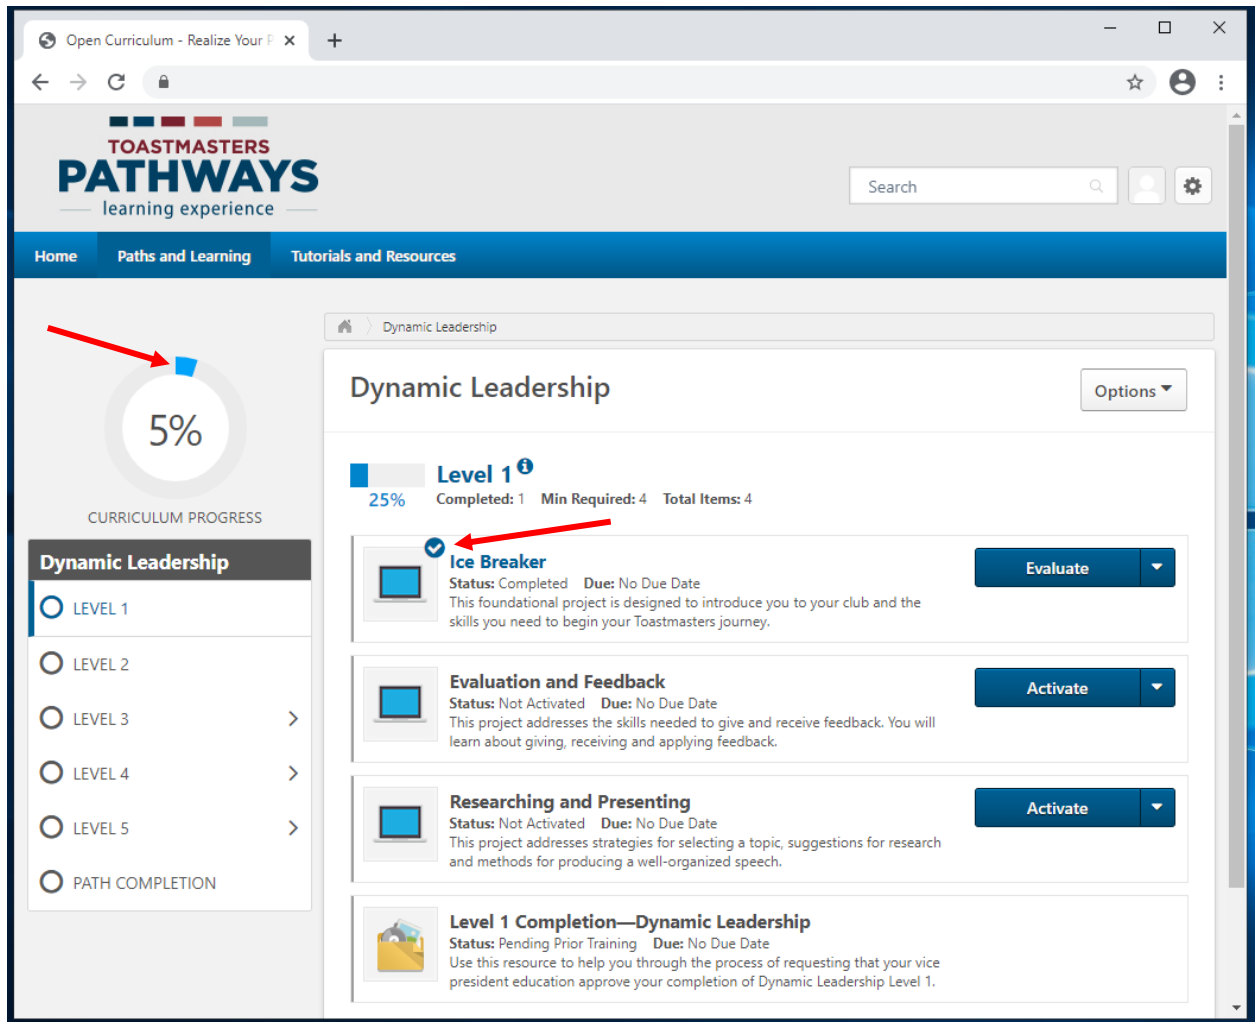 Open Curriculum - Realize Your P
TOASTMASTERS
PATHWAYS
learning experience
Search
Home Paths and Learning Tutorials and Resources
Dynamic Leadership
5%
CURRICULUM PROGRESS
Dynamic Leadership
LEVEL 1
LEVEL 2
LEVEL 3
LEVEL 4
LEVEL 5
PATH COMPLETION
Dynamic Leadership
Options
Level 1
25%
Completed: 1 Min Required: 4 Total Items: 4
Ice Breaker
Status: Completed Due: No Due Date
This foundational project is designed to introduce you to your club and the
skills you need to begin your Toastmasters journey.
Evaluate
Evaluation and Feedback
Status: Not Activated Due: No Due Date
This project addresses the skills needed to give and receive feedback. You will
learn about giving, receiving and applying feedback.
Activate
Researching and Presenting
Status: Not Activated Due: No Due Date
This project addresses strategies for selecting a topic, suggestions for research
and methods for producing a well-organized speech.
Activate
Level 1 Completion—Dynamic Leadership
Status: Pending Prior Training Due: No Due Date
Use this resource to help you through the process of requesting that your vice
president education approve your completion of Dynamic Leadership Level 1.